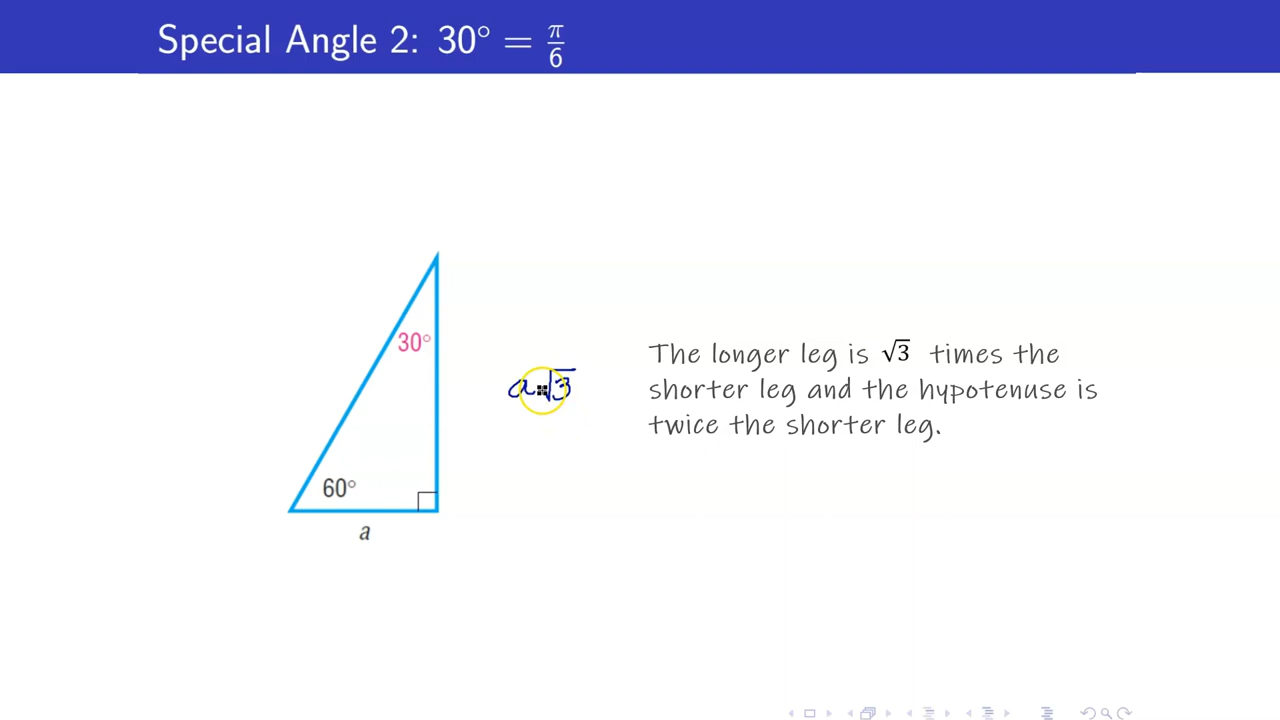 Special Angle 2: 30° = π/6
30°
a√3
The longer leg is √3 times the
shorter leg and the hypotenuse is
twice the shorter leg.
60°
a